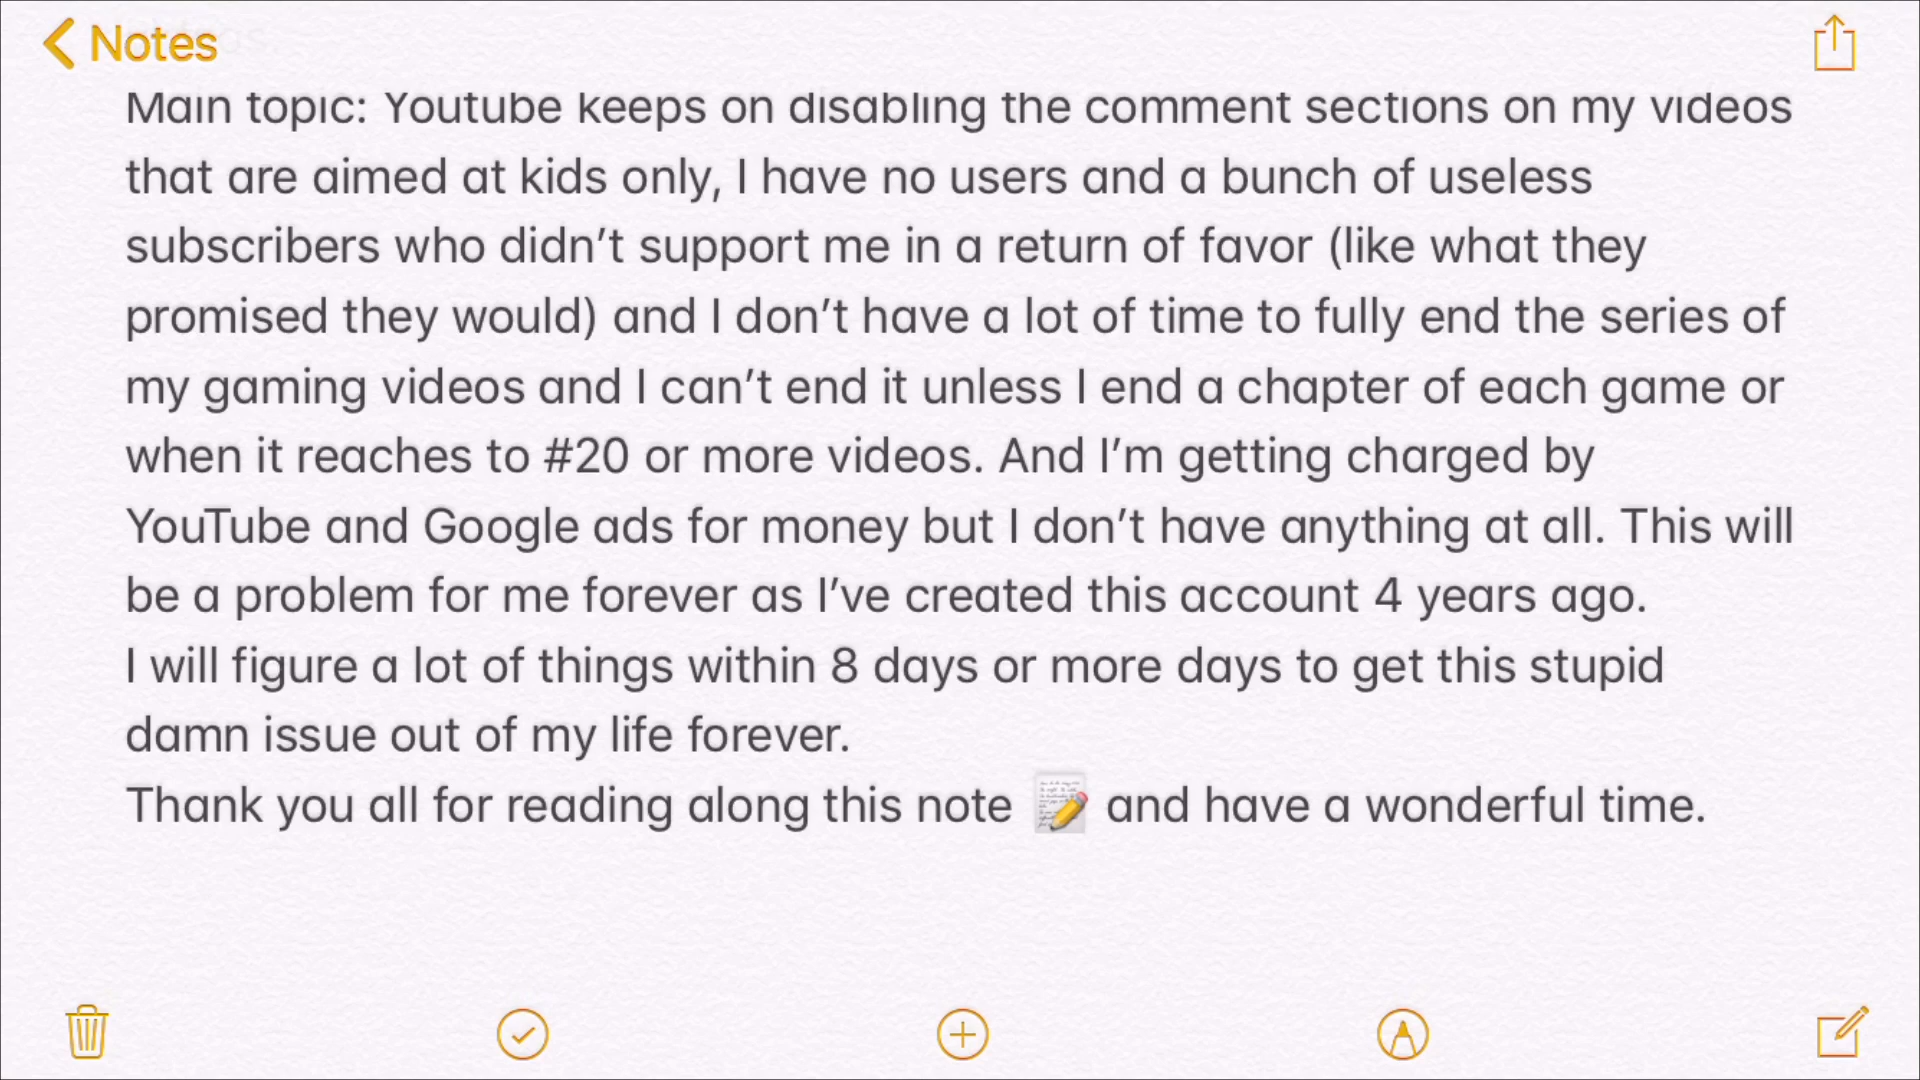 Notes
Main topic: Youtube keeps on disabling the comment sections on my videos
that are aimed at kids only, I have no users and a bunch of useless
subscribers who didn’t support me in a return of favor (like what they
promised they would) and I don’t have a lot of time to fully end the series of
my gaming videos and I can’t end it unless I end a chapter of each game or
when it reaches to #20 or more videos. And I’m getting charged by
YouTube and Google ads for money but I don’t have anything at all. This will
be a problem for me forever as I’ve created this account 4 years ago.
I will figure a lot of things within 8 days or more days to get this stupid
damn issue out of my life forever.
Thank you all for reading along this note 📝 and have a wonderful time.